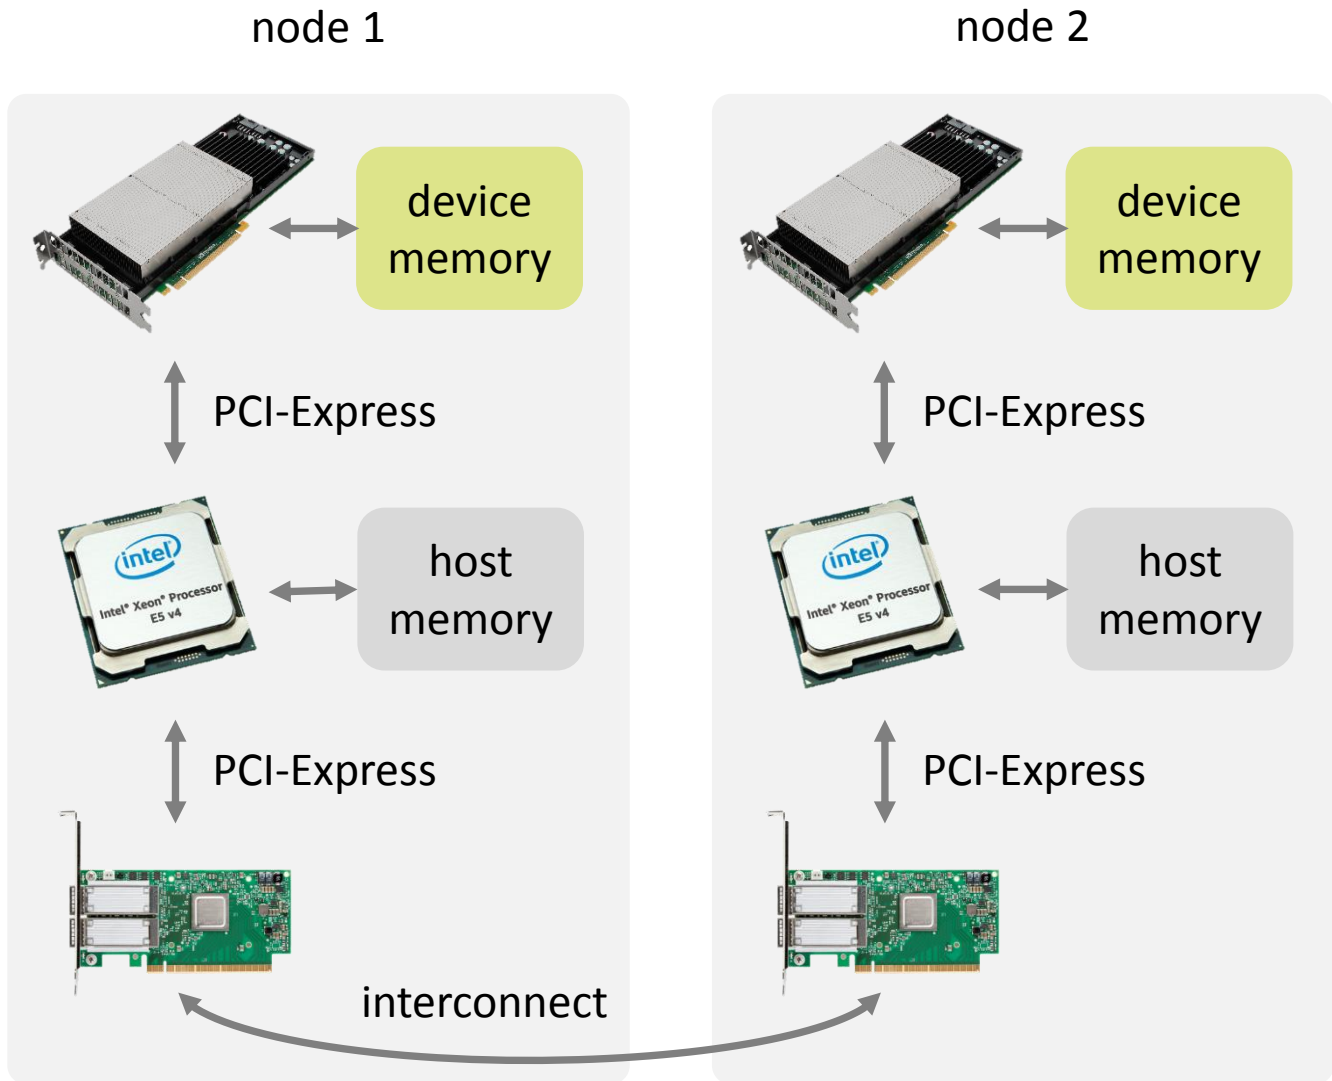 node 1
node 2
device
memory
device
memory
PCI-Express
PCI-Express
intel
Intel® Xeon® Processor
E5 v4
host
memory
intel
Intel® Xeon® Processor
E5 v4
host
memory
PCI-Express
PCI-Express
interconnect